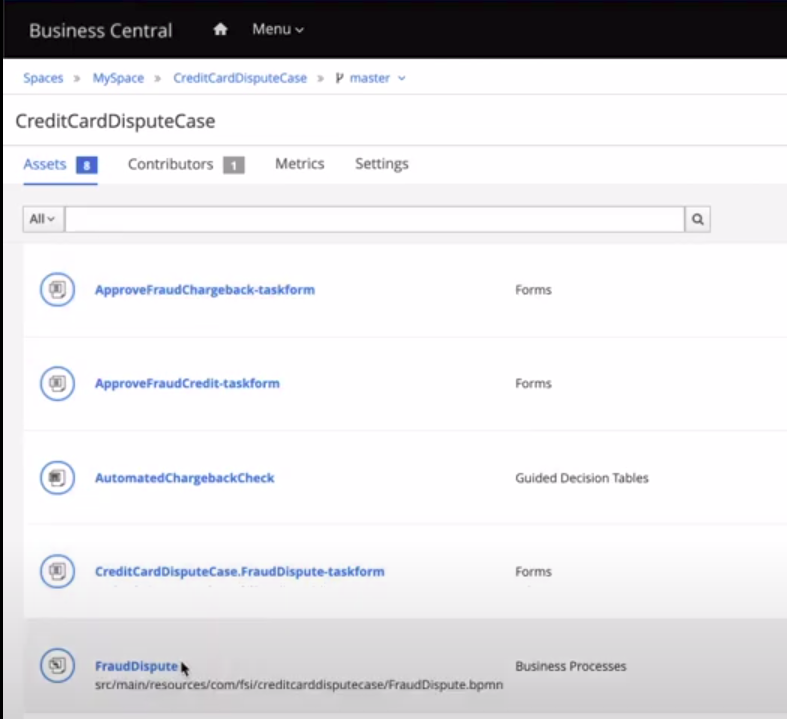 Business Central Menu
Spaces » MySpace » CreditCardDisputeCase » master
CreditCardDisputeCase
Assets 8 Contributors 1 Metrics Settings
All
ApproveFraudChargeback-taskform Forms
ApproveFraudCredit-taskform Forms
AutomatedChargebackCheck Guided Decision Tables
CreditCardDisputeCase.FraudDispute-taskform Forms
FraudDispute Business Processes
src/main/resources/com/fsi/creditcarddisputecase/FraudDispute.bpmn